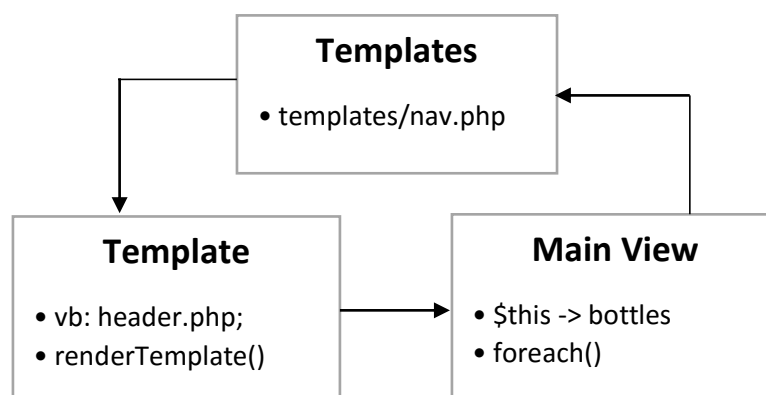 Templates
• templates/nav.php
Template
• vb: header.php;
• renderTemplate()
Main View
• $this -> bottles
• foreach()